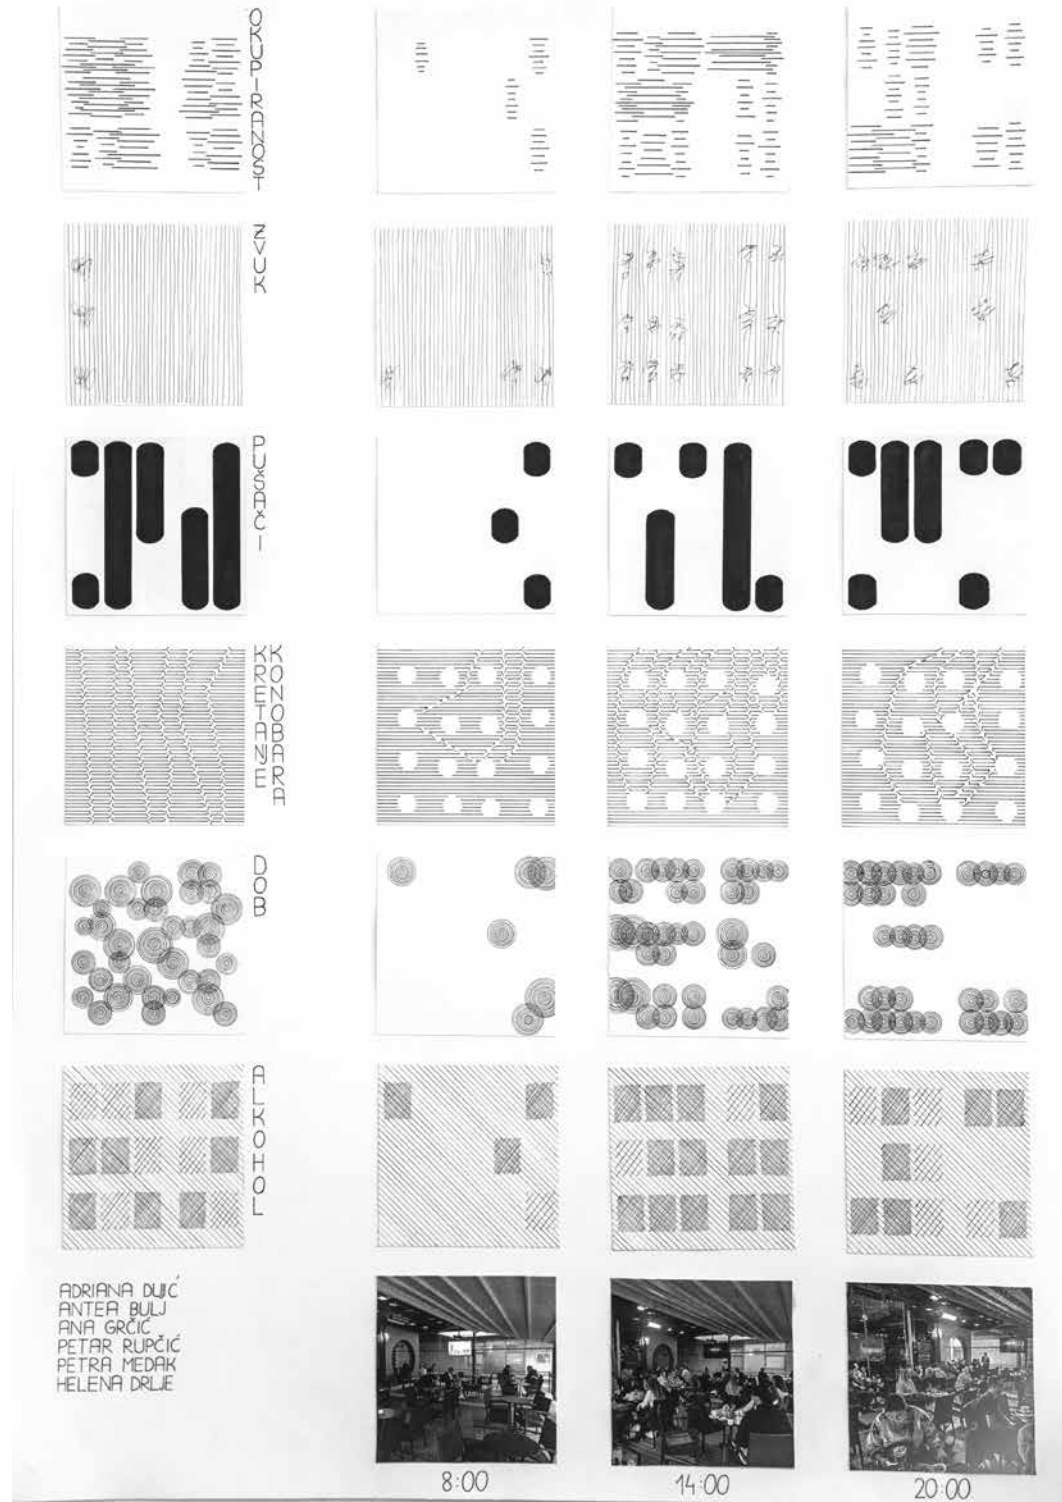 OKUPIRANOST
ZVUK
PUŠAČI
KRETANJE
KONOBARA
DOB
ALKOHOL
ADRIANA DUJIĆ
ANTEA BULJ
ANA GRČIĆ
PETAR RUPČIĆ
PETRA MEDAK
HELENA DRLJE
8:00
14:00
20:00